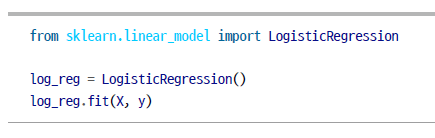 from sklearn.linear_model import LogisticRegression
log_reg = LogisticRegression()
log_reg.fit(X, y)